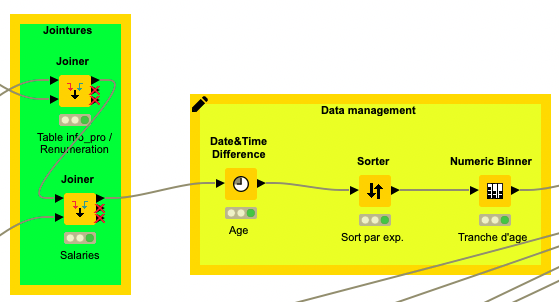 Jointures
Joiner
Table info_pro /
Renumeration
Joiner
Salaries
Data management
Date&Time
Difference
Age
Sorter
Sort par exp.
Numeric Binner
Tranche d'age